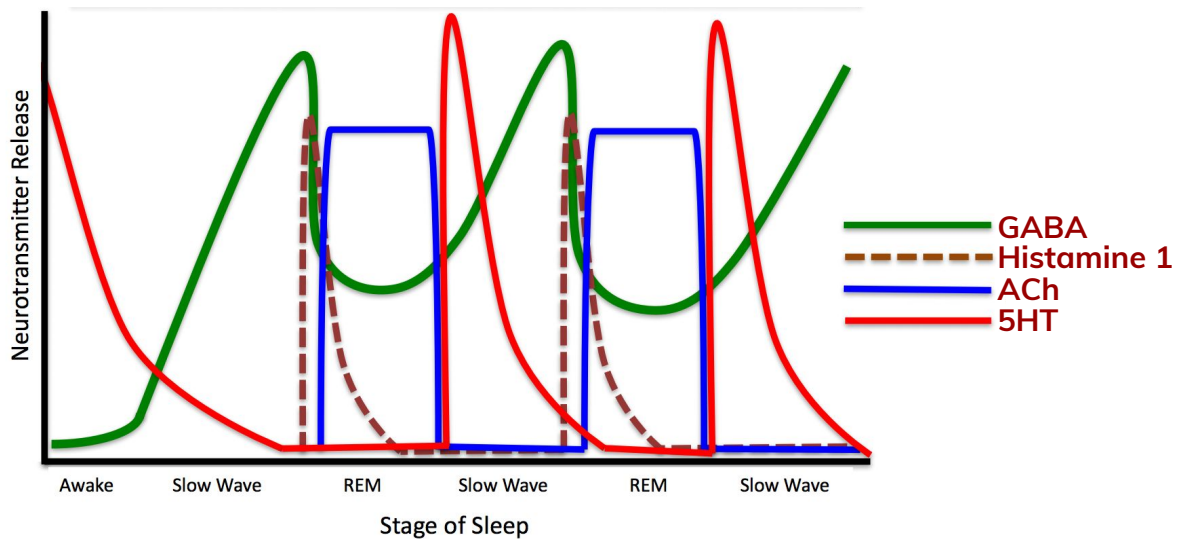 Neurotransmitter Release
GABA
Histamine 1
ACh
5HT
Awake Slow Wave REM Slow Wave REM Slow Wave
Stage of Sleep